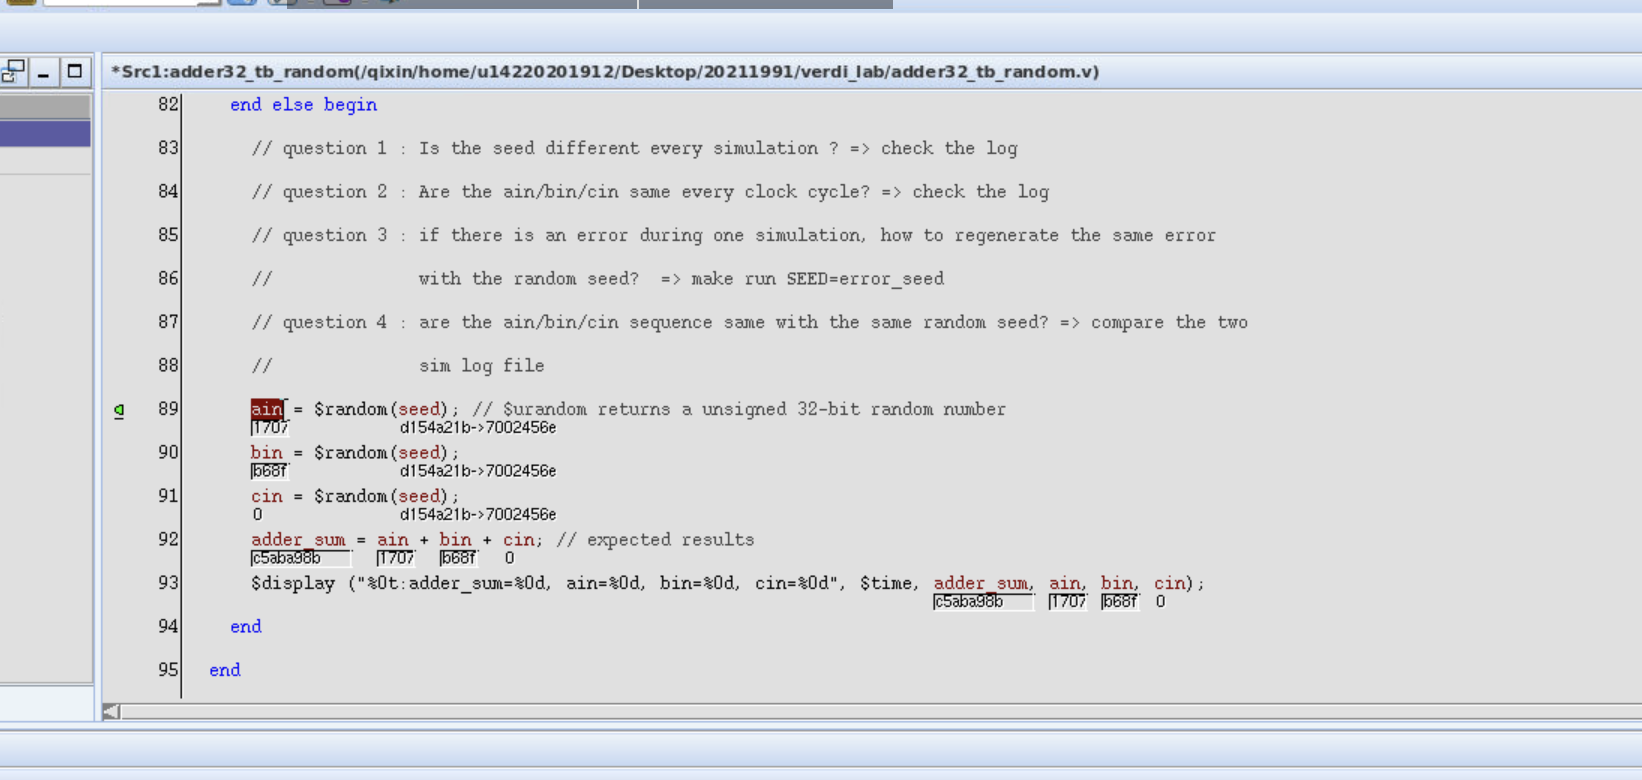 *Src1:adder32_tb_random(/qixin/home/u14220201912/Desktop/20211991/verdi_lab/adder32_tb_random.v)
82 end else begin
83 // question 1 : Is the seed different every simulation ? => check the log
84 // question 2 : Are the ain/bin/cin same every clock cycle? => check the log
85 // question 3 : if there is an error during one simulation, how to regenerate the same error
86 // with the random seed? => make run SEED=error_seed
87 // question 4 : are the ain/bin/cin sequence same with the same random seed? => compare the two
88 // sim log file
89 ain = $random(seed); // $urandom returns a unsigned 32-bit random number
1707 d154a21b->7002456e
90 bin = $random(seed);
b68f d154a21b->7002456e
91 cin = $random(seed);
0 d154a21b->7002456e
92 adder_sum = ain + bin + cin; // expected results
c5aba98b 1707 b68f 0
93 $display ("%0t:adder_sum=%0d, ain=%0d, bin=%0d, cin=%0d", $time, adder_sum, ain, bin, cin);
c5aba98b 1707 b68f 0
94 end
95 end